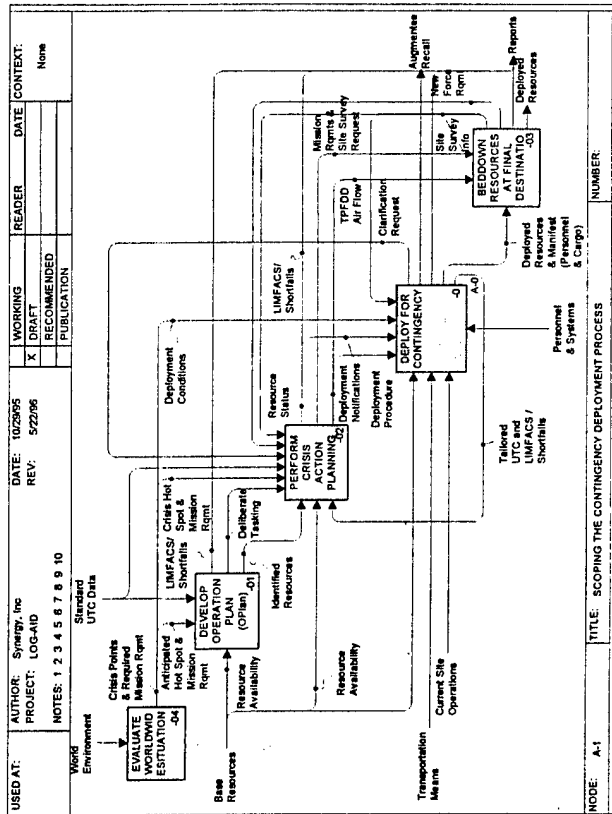 USED AT:
AUTHOR: Synergy, Inc
PROJECT: LOG-AID
NOTES: 1 2 3 4 5 6 7 8 9 10
DATE: 10/29/95
REV: 5/22/96
WORKING
X DRAFT
RECOMMENDED
PUBLICATION
READER
DATE
CONTEXT:
None
World
Environment
EVALUATE
WORLDWID
ESITUATION
-04
Crisis Points
& Required
Mission Rqmt
Standard
UTC Data
Anticipated
Hot Spot &
Mission
Rqmt
Crisis Hot
Spot &
Mission
Rqmt
LIMFACS/
Shortfalls
DEVELOP
OPERATION
PLAN
(OPlan)
-01
Deliberate
Tasking
Identified
Resources
Base
Resources
Resource
Availability
Resource
Availability
Deployment
Conditions
Resource
Status
PERFORM
CRISIS
ACTION
PLANNING
-02
LIMFACS/
Shortfalls
Deployment
Notifications
Deployment
Procedure
Mission
Rqmts &
Site Survey
Request
TPFDD
Air Flow
Clarification
Request
Augmentee
Recall
New
Force
Rqmt
Site
Survey
Info
DEPLOY FOR
CONTINGENCY
-0
A-0
Transportation
Means
Current Site
Operations
Personnel
& Systems
Tailored
UTC and
LIMFACS /
Shortfalls
Deployed
Resources
& Manifest
(Personnel
& Cargo)
BEDDOWN
RESOURCES
AT FINAL
DESTINATIO
-03
Reports
Deployed
Resources
NODE: A-1
TITLE: SCOPING THE CONTINGENCY DEPLOYMENT PROCESS
NUMBER: